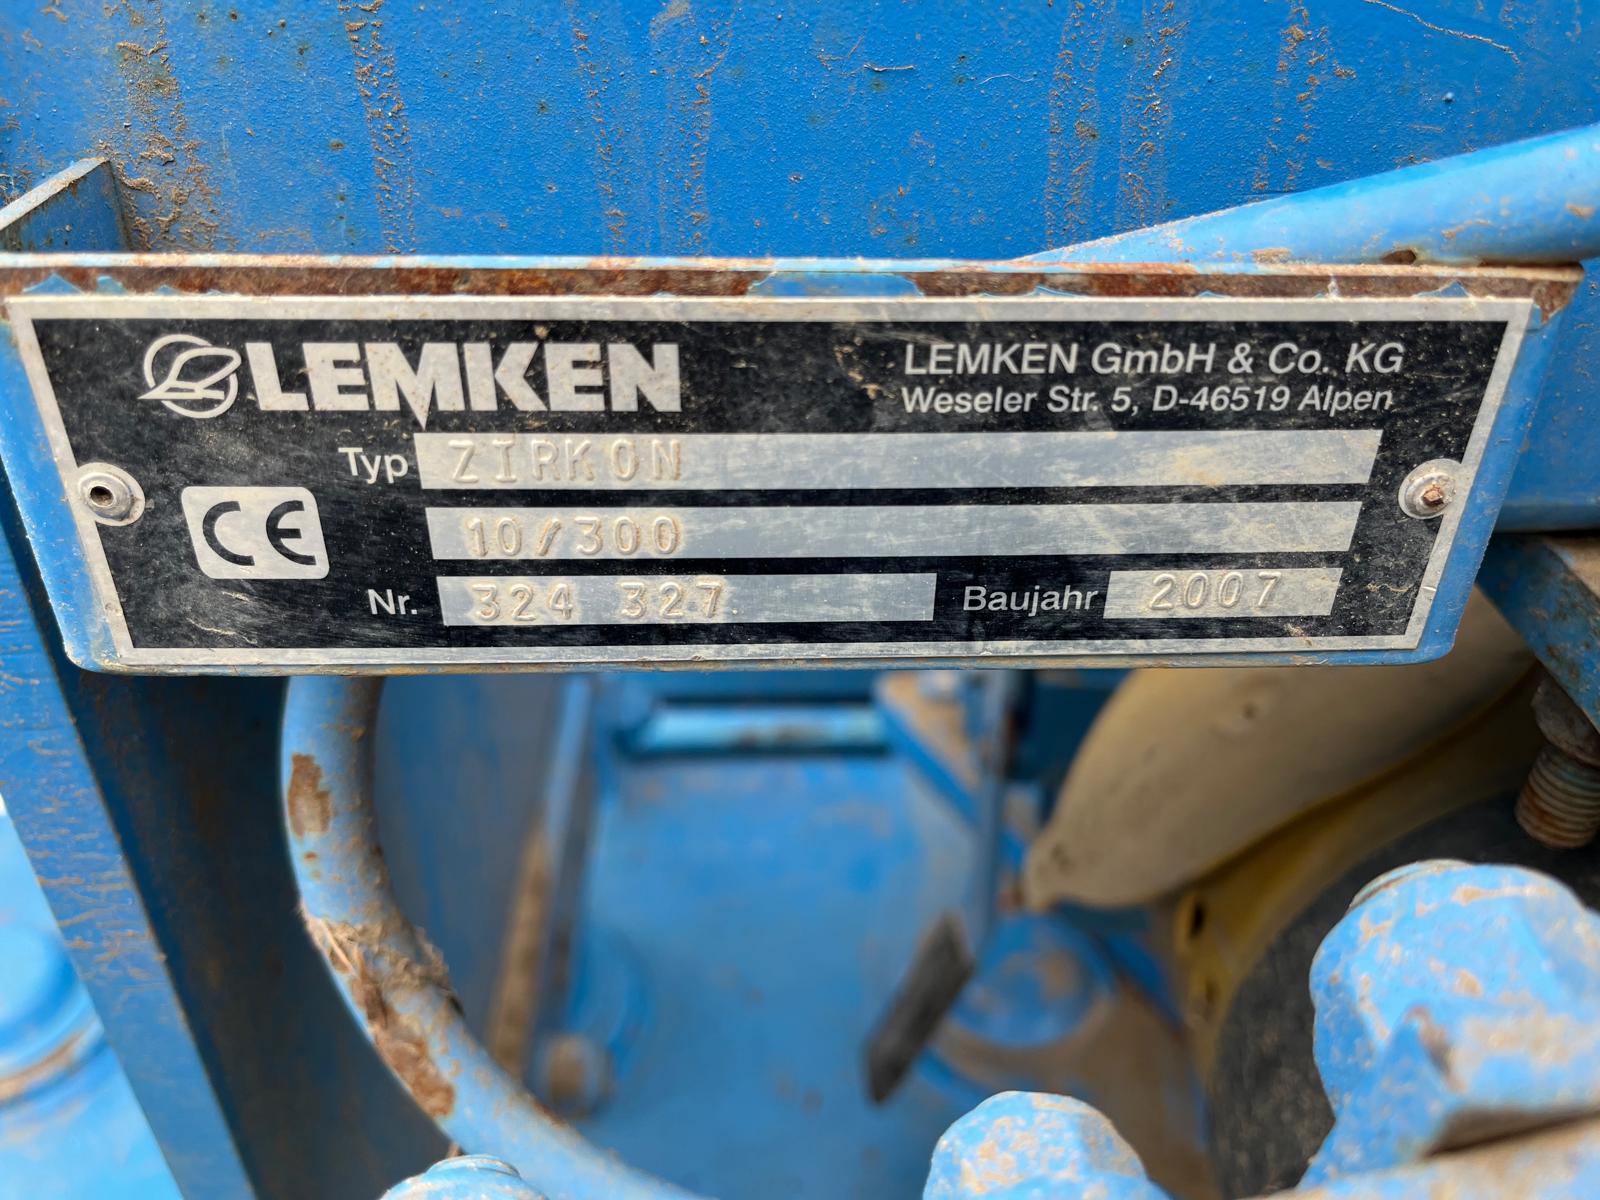 LEMKEN
LEMKEN GmbH & Co. KG
Weseler Str. 5, D-46519 Alpen
Typ ZIRKON
10/300
CE
Nr. 324 327 Baujahr 2007